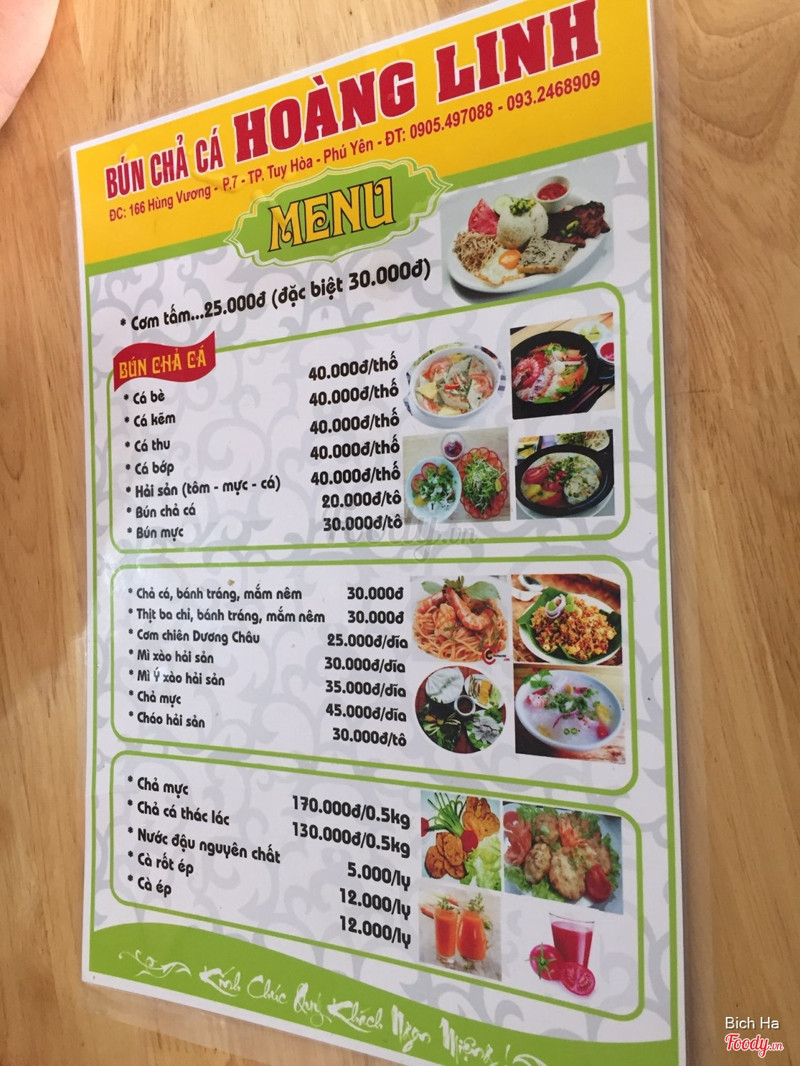 BÚN CHẢ CÁ HOÀNG LINH
ĐC: 166 Hùng Vương - P.7 - TP. Tuy Hòa - Phú Yên - ĐT: 0905.497088 - 093.2468909
MENU
* Cơm tấm...25.000đ (đặc biệt 30.000đ)
BÚN CHẢ CÁ
* Cá bè 40.000đ/thố
* Cá kẽm 40.000đ/thố
* Cá thu 40.000đ/thố
* Cá bớp 40.000đ/thố
* Hải sản (tôm - mực - cá) 40.000đ/thố
* Bún chả cá 20.000đ/tô
* Bún mực 30.000đ/tô
* Chả cá, bánh tráng, mắm nêm 30.000đ
* Thịt ba chỉ, bánh tráng, mắm nêm 30.000đ
* Cơm chiên Dương Châu 25.000đ/dĩa
* Mì xào hải sản 30.000đ/dĩa
* Mì Ý xào hải sản 35.000đ/dĩa
* Chả mực 45.000đ/dĩa
* Cháo hải sản 30.000đ/tô
* Chả mực 170.000đ/0.5kg
* Chả cá thác lác 130.000đ/0.5kg
* Nước đậu nguyên chất 5.000/ly
* Cà rốt ép 12.000/ly
* Cà ép 12.000/ly
Kính Chúc Quý Khách Ngon Miệng!
Foody.vn
Bich Ha
Foody.vn